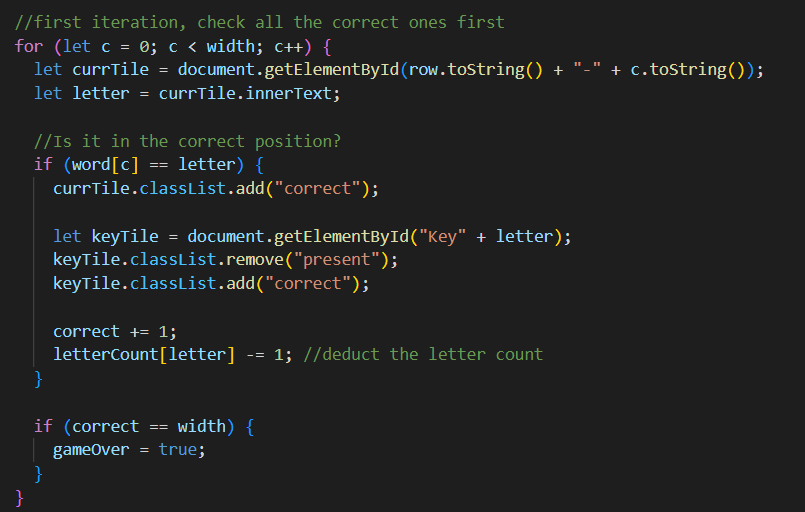 //first iteration, check all the correct ones first
for (let c = 0; c < width; c++) {
  let currTile = document.getElementById(row.toString() + "-" + c.toString());
  let letter = currTile.innerText;

  //Is it in the correct position?
  if (word[c] == letter) {
    currTile.classList.add("correct");

    let keyTile = document.getElementById("Key" + letter);
    keyTile.classList.remove("present");
    keyTile.classList.add("correct");

    correct += 1;
    letterCount[letter] -= 1; //deduct the letter count
  }

  if (correct == width) {
    gameOver = true;
  }
}